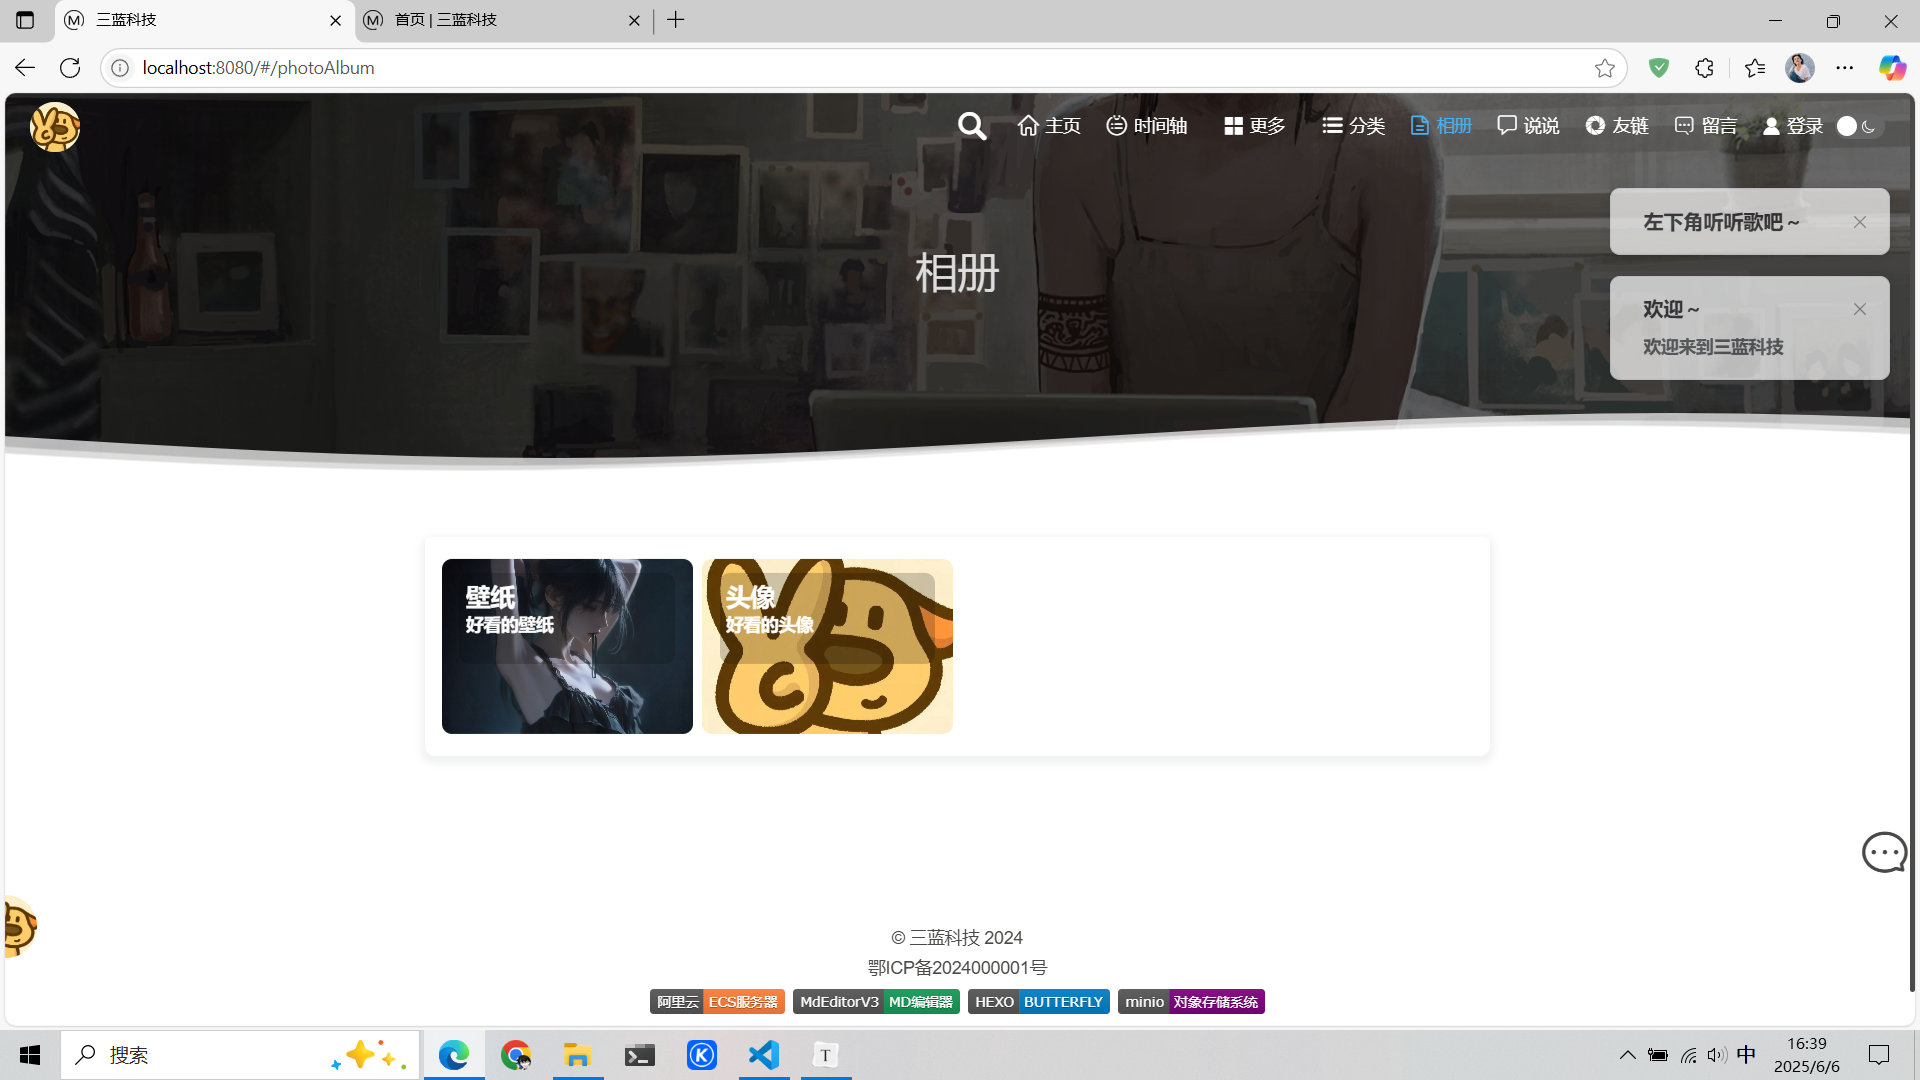 三蓝科技
首页 | 三蓝科技
localhost:8080/#/photoAlbum
主页
时间轴
更多
分类
相册
说说
友链
留言
登录
左下角听听歌吧～
相册
欢迎～
欢迎来到三蓝科技
壁纸
好看的壁纸
头像
好看的头像
© 三蓝科技 2024
鄂ICP备2024000001号
阿里云 ECS服务器 MdEditorV3 MD编辑器 HEXO BUTTERFLY minio 对象存储系统
搜索
T
中
16:39
2025/6/6